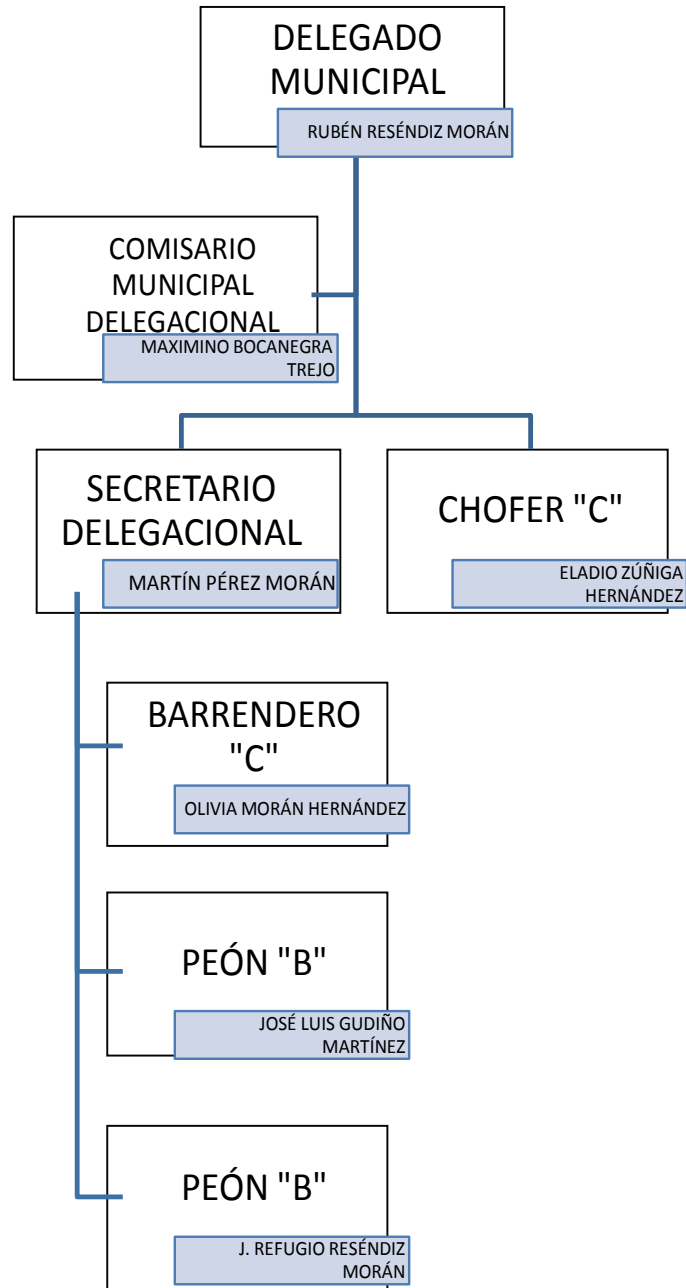 DELEGADO
MUNICIPAL
RUBÉN RESÉNDIZ MORÁN
COMISARIO
MUNICIPAL
DELEGACIONAL
MAXIMINO BOCANEGRA
TREJO
SECRETARIO
DELEGACIONAL
MARTÍN PÉREZ MORÁN
CHOFER "C"
ELADIO ZÚÑIGA
HERNÁNDEZ
BARRENDERO
"C"
OLIVIA MORÁN HERNÁNDEZ
PEÓN "B"
JOSÉ LUIS GUDIÑO
MARTÍNEZ
PEÓN "B"
J. REFUGIO RESÉNDIZ
MORÁN